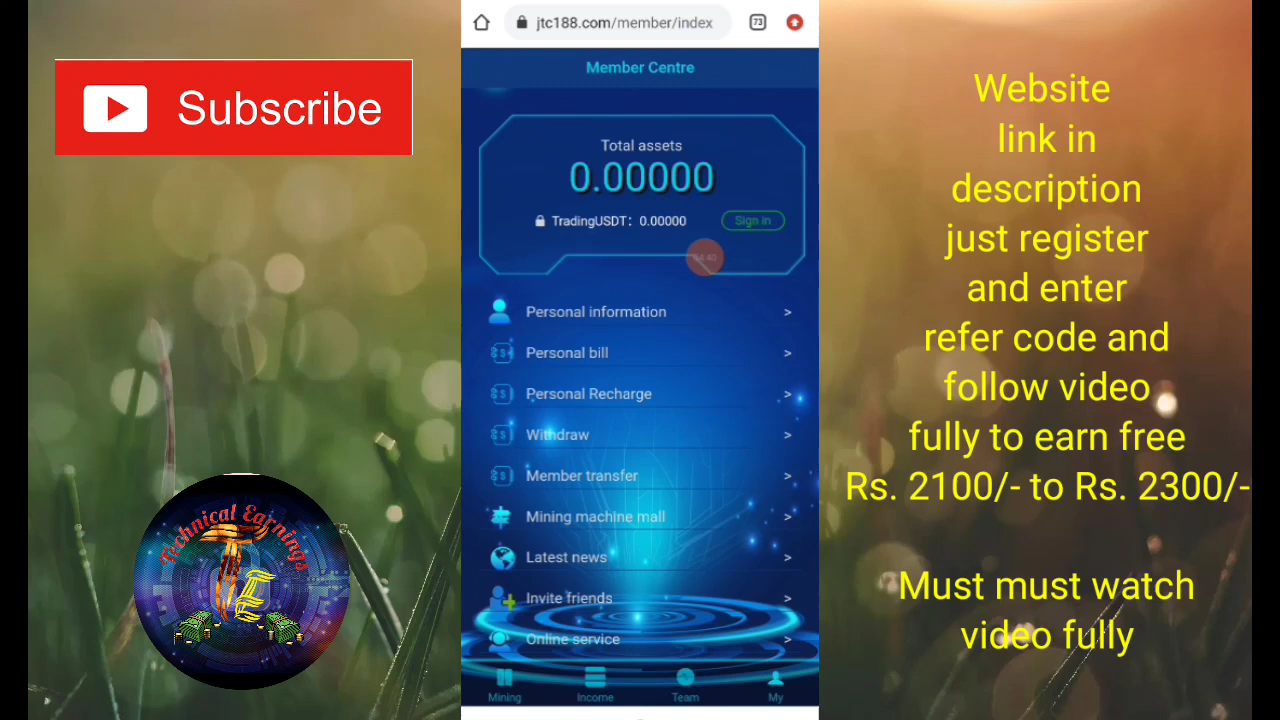 Subscribe
Technical Earnings
TE
jtc188.com/member/index
73
Member Centre
Total assets
0.00000
TradingUSDT: 0.00000
Sign in
04:40
Personal information >
Personal bill >
Personal Recharge >
Withdraw >
Member transfer >
Mining machine mall >
Latest news >
Invite friends >
Online service >
Mining
Income
Team
My
Website
link in
description
just register
and enter
refer code and
follow video
fully to earn free
Rs. 2100/- to Rs. 2300/-
Must must watch
video fully